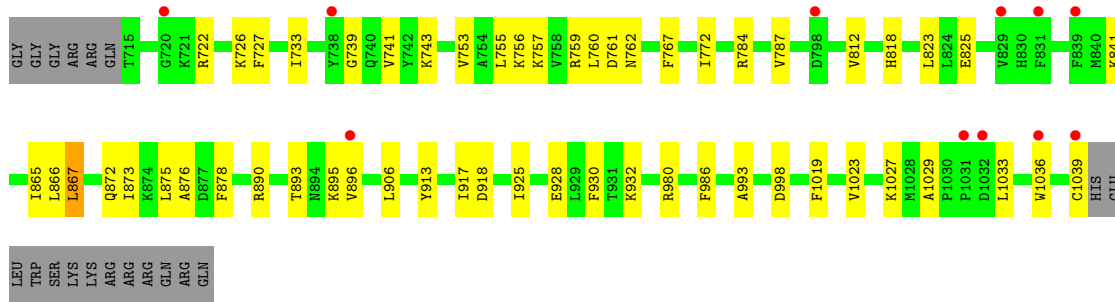 GLY GLY GLY ARG ARG GLN T715 G720 K721 R722 K726 F727 I733 Y738 G739 Q740 V741 Y742 K743 V753 A754 L755 K756 K757 V758 R759 L760 D761 N762 F767 I772 R784 V787 D798 V812 H818 L823 L824 E825 V829 H830 F831 F839 M840 K841
I865 L866 L867 Q872 I873 K874 L875 A876 D877 F878 R890 T893 N894 K895 V896 L906 Y913 I917 D918 I925 E928 L929 F930 T931 K932 R980 F986 A993 D998 F1019 V1023 K1027 M1028 A1029 P1030 P1031 D1032 L1033 W1036 C1039 HIS GLU
LEU TRP SER LYS LYS ARG ARG ARG GLN ARG GLN